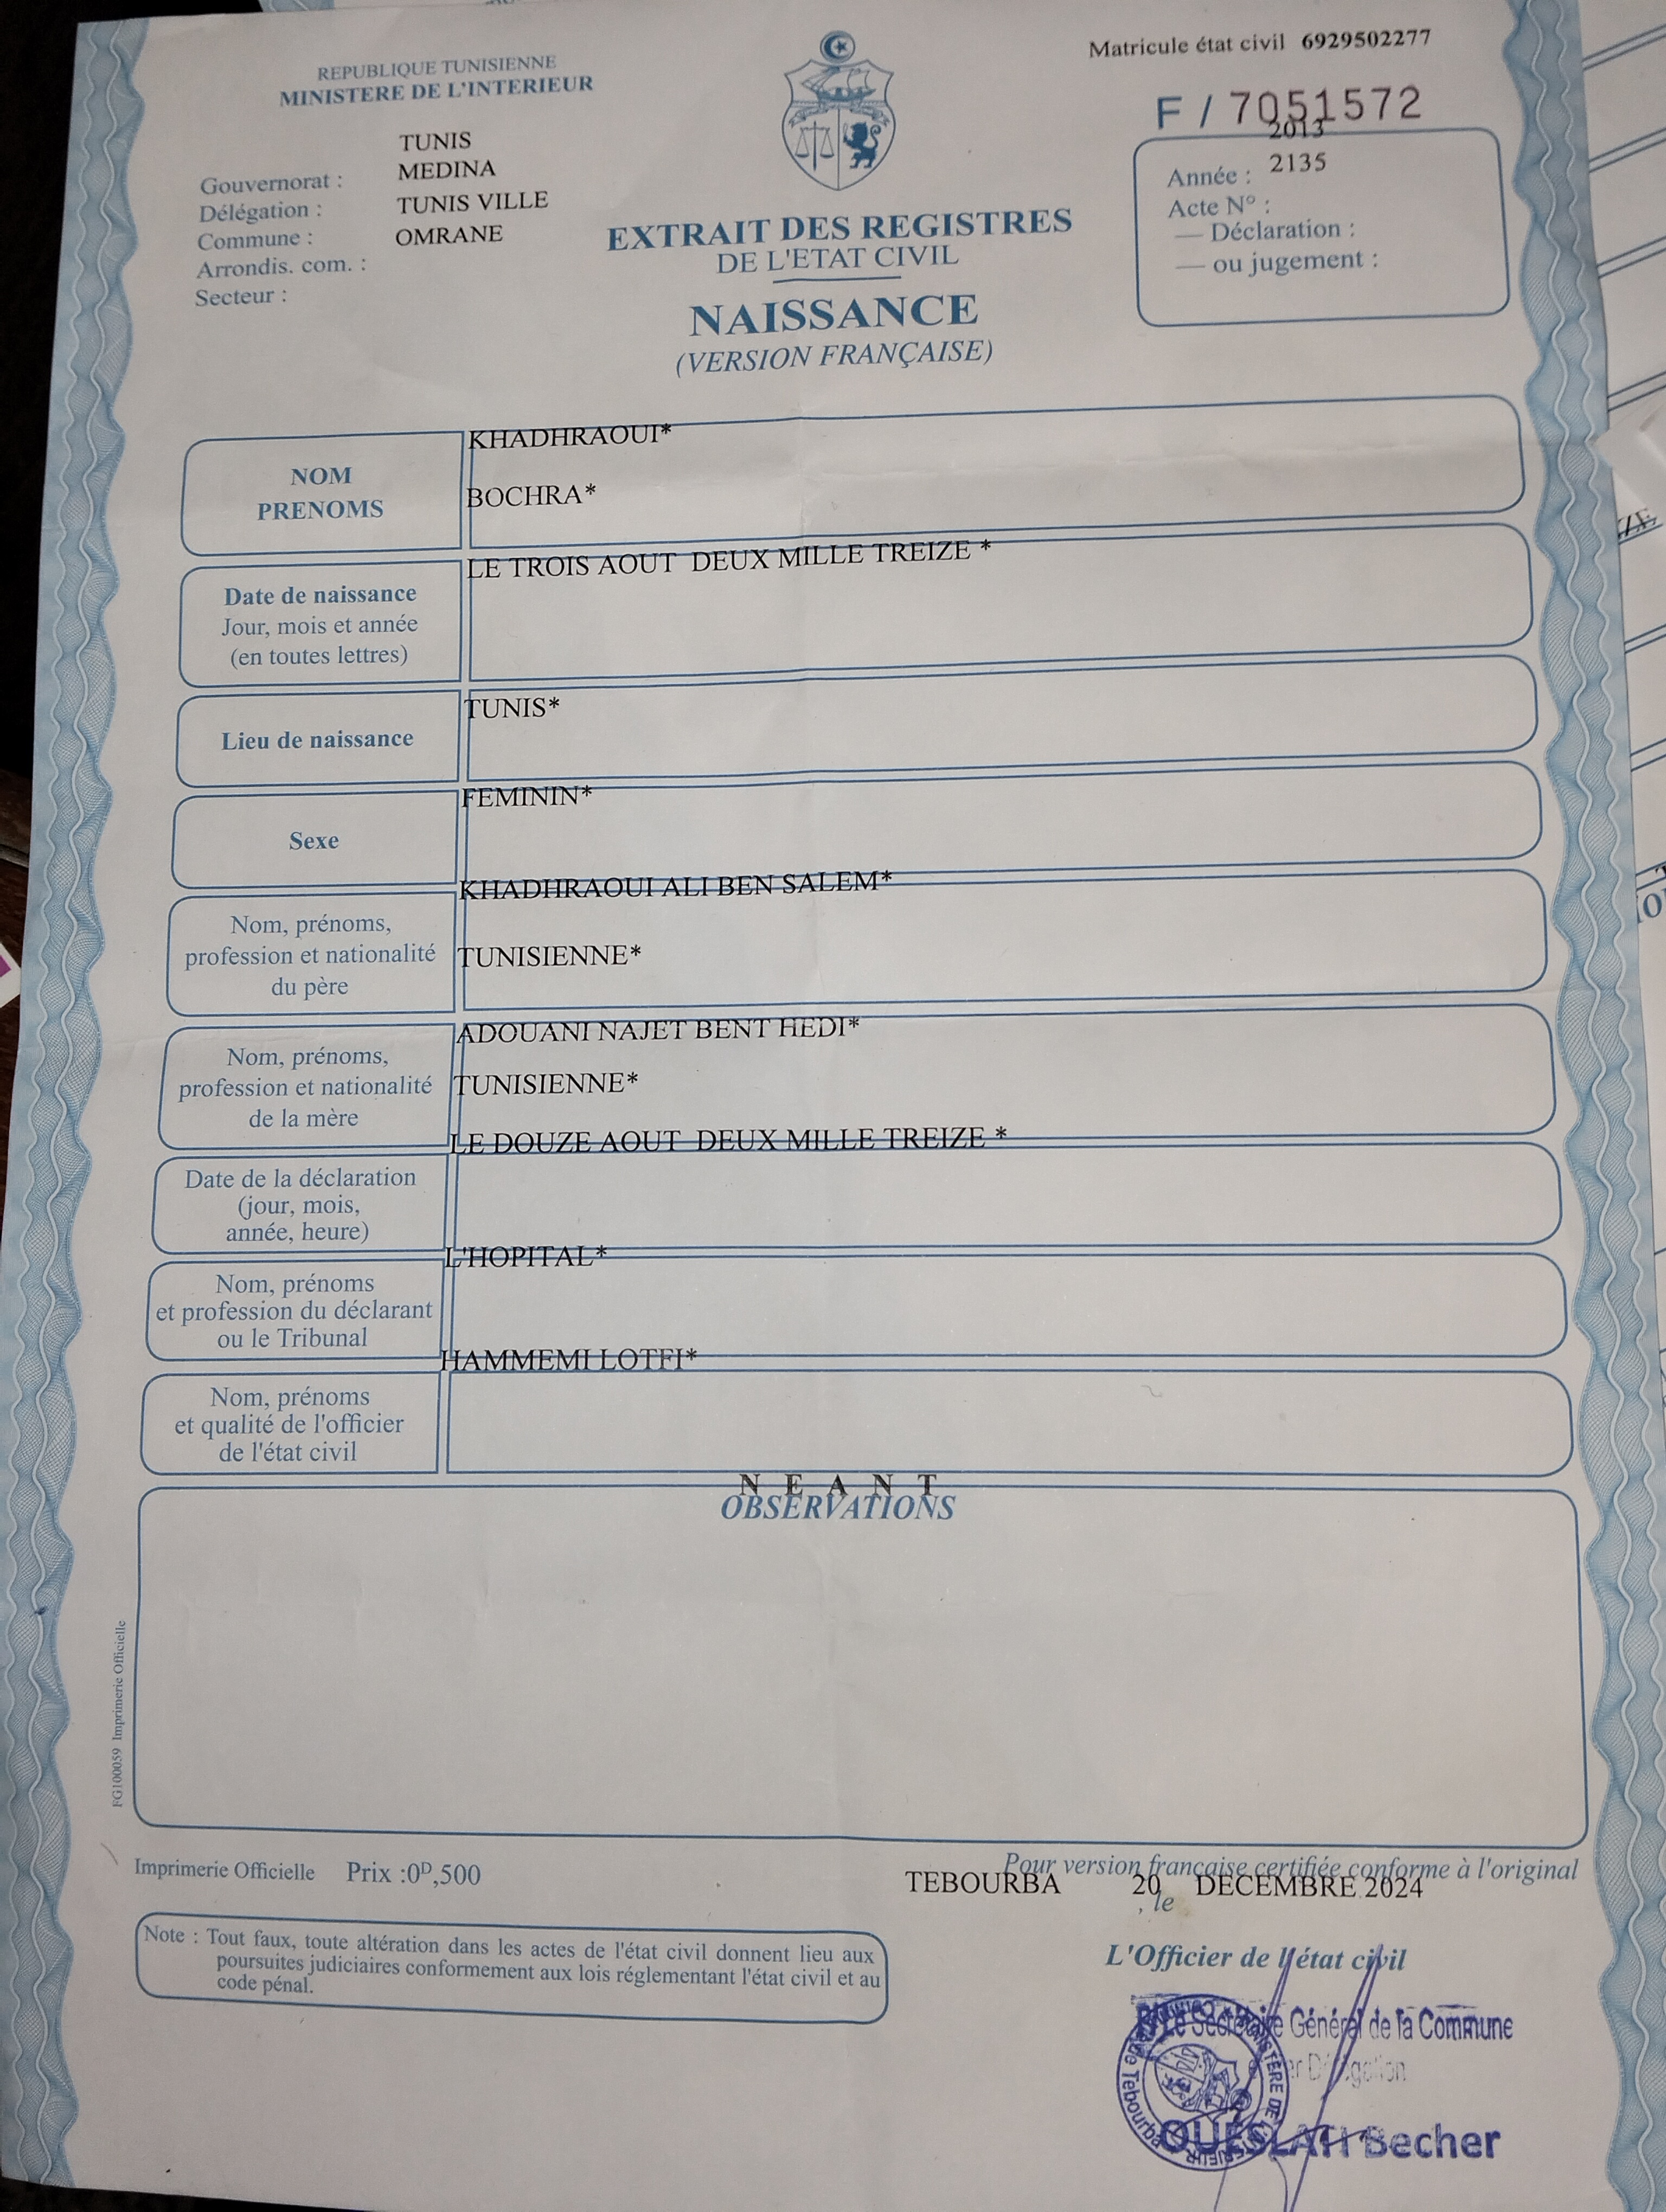 REPUBLIQUE TUNISIENNE
MINISTERE DE L'INTERIEUR
Matricule état civil 6929502277
F / 7051572
TUNIS
MEDINA
TUNIS VILLE
OMRANE
Gouvernorat :
Délégation :
Commune :
Arrondis. com. :
Secteur :
EXTRAIT DES REGISTRES
DE L'ETAT CIVIL
NAISSANCE
(VERSION FRANÇAISE)
2013
Année : 2135
Acte N° :
— Déclaration :
— ou jugement :
NOM
PRENOMS
KHADHRAOUI*
BOCHRA*
Date de naissance
Jour, mois et année
(en toutes lettres)
LE TROIS AOUT DEUX MILLE TREIZE *
Lieu de naissance
TUNIS*
Sexe
FEMININ*
Nom, prénoms,
profession et nationalité
du père
KHADHRAOUI ALI BEN SALEM*
TUNISIENNE*
Nom, prénoms,
profession et nationalité
de la mère
ADOUANI NAJET BENT HEDI*
TUNISIENNE*
Date de la déclaration
(jour, mois,
année, heure)
LE DOUZE AOUT DEUX MILLE TREIZE *
Nom, prénoms
et profession du déclarant
ou le Tribunal
L'HOPITAL*
Nom, prénoms
et qualité de l'officier
de l'état civil
HAMMEMI LOTFI*
N E A N T
OBSERVATIONS
FG100059 Imprimerie Officielle
Imprimerie Officielle Prix :0ᴰ,500
Pour version française certifiée conforme à l'original
TEBOURBA 20 DECEMBRE 2024
, le
Note : Tout faux, toute altération dans les actes de l'état civil donnent lieu aux
poursuites judiciaires conformement aux lois réglementant l'état civil et au
code pénal.
L'Officier de l'état civil
Le Secrétaire Général de la Commune
OUESLATI Becher